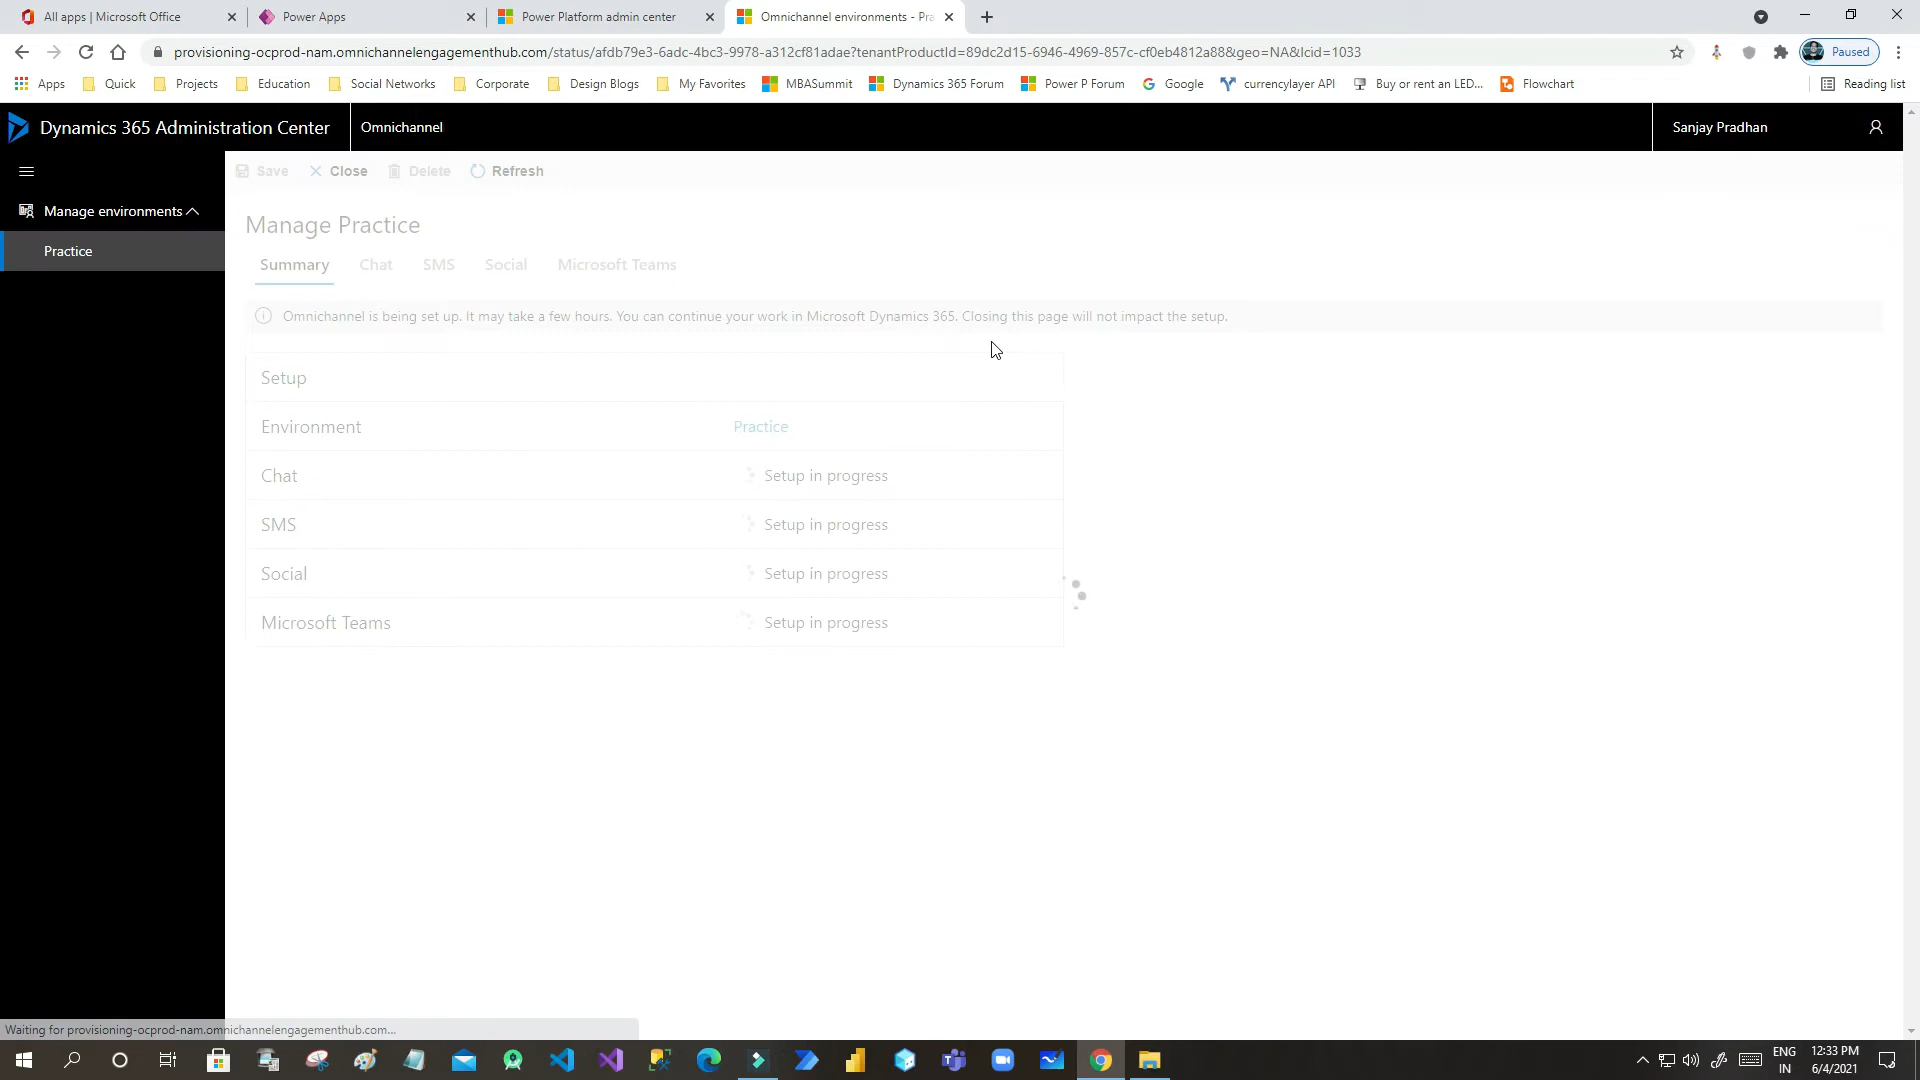 All apps | Microsoft Office
Power Apps
Power Platform admin center
Omnichannel environments - Pra
provisioning-ocprod-nam.omnichannelengagementhub.com/status/afdb79e3-6adc-4bc3-9978-a312cf81adae?tenantProductId=89dc2d15-6946-4969-857c-cf0eb4812a88&geo=NA&lcid=1033
Paused
Apps
Quick
Projects
Education
Social Networks
Corporate
Design Blogs
My Favorites
MBASummit
Dynamics 365 Forum
Power P Forum
Google
currencylayer API
Buy or rent an LED...
Flowchart
Reading list
Dynamics 365 Administration Center
Omnichannel
Sanjay Pradhan
Save
Close
Delete
Refresh
Manage environments
Practice
Manage Practice
Summary
Chat
SMS
Social
Microsoft Teams
Omnichannel is being set up. It may take a few hours. You can continue your work in Microsoft Dynamics 365. Closing this page will not impact the setup.
Setup
Environment Practice
Chat Setup in progress
SMS Setup in progress
Social Setup in progress
Microsoft Teams Setup in progress
Waiting for provisioning-ocprod-nam.omnichannelengagementhub.com...
ENG
IN
12:33 PM
6/4/2021